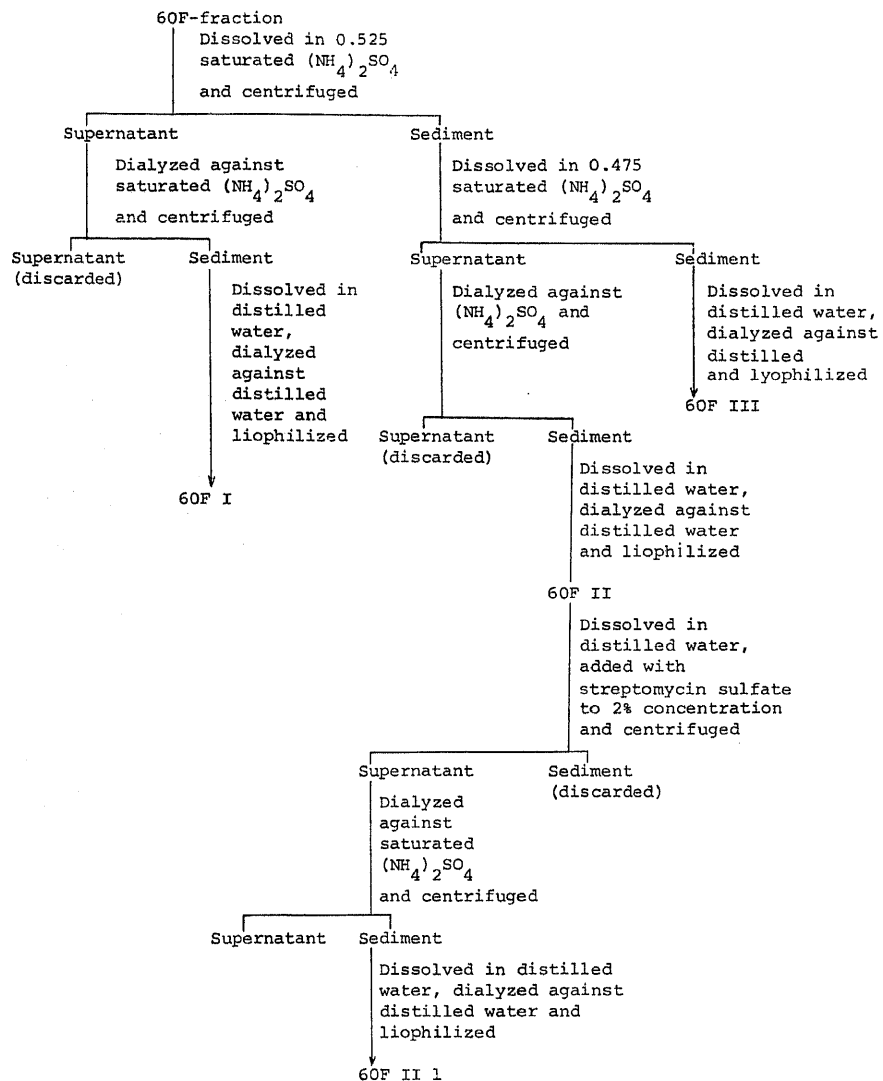 6OF-fraction
Dissolved in 0.525
saturated (NH4)2SO4
and centrifuged
Supernatant
Dialyzed against
saturated (NH4)2SO4
and centrifuged
Supernatant
(discarded)
Sediment
Dissolved in
distilled
water,
dialyzed
against
distilled
water and
liophilized
6OF I
Sediment
Dissolved in 0.475
saturated (NH4)2SO4
and centrifuged
Supernatant
Dialyzed against
(NH4)2SO4 and
centrifuged
Sediment
Dissolved in
distilled water,
dialyzed against
distilled
and lyophilized
6OF III
Supernatant
(discarded)
Sediment
Dissolved in
distilled water,
dialyzed against
distilled water
and liophilized
6OF II
Dissolved in
distilled water,
added with
streptomycin sulfate
to 2% concentration
and centrifuged
Supernatant
Sediment
(discarded)
Dialyzed
against
saturated
(NH4)2SO4
and centrifuged
Supernatant
Sediment
Dissolved in distilled
water, dialyzed against
distilled water and
liophilized
6OF II 1